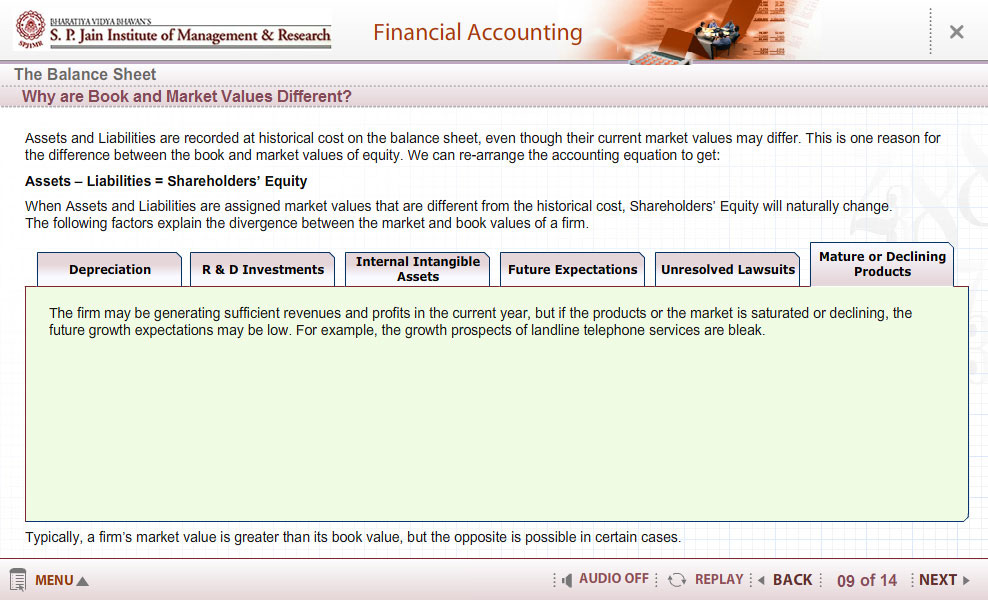 BHARATIYA VIDYA BHAVAN'S
S. P. Jain Institute of Management & Research
SPJIMR
Financial Accounting
The Balance Sheet
Why are Book and Market Values Different?
Assets and Liabilities are recorded at historical cost on the balance sheet, even though their current market values may differ. This is one reason for
the difference between the book and market values of equity. We can re-arrange the accounting equation to get:
Assets – Liabilities = Shareholders’ Equity
When Assets and Liabilities are assigned market values that are different from the historical cost, Shareholders’ Equity will naturally change.
The following factors explain the divergence between the market and book values of a firm.
Depreciation
R & D Investments
Internal Intangible
Assets
Future Expectations
Unresolved Lawsuits
Mature or Declining
Products
The firm may be generating sufficient revenues and profits in the current year, but if the products or the market is saturated or declining, the
future growth expectations may be low. For example, the growth prospects of landline telephone services are bleak.
Typically, a firm’s market value is greater than its book value, but the opposite is possible in certain cases.
MENU
AUDIO OFF
REPLAY
BACK
09 of 14
NEXT